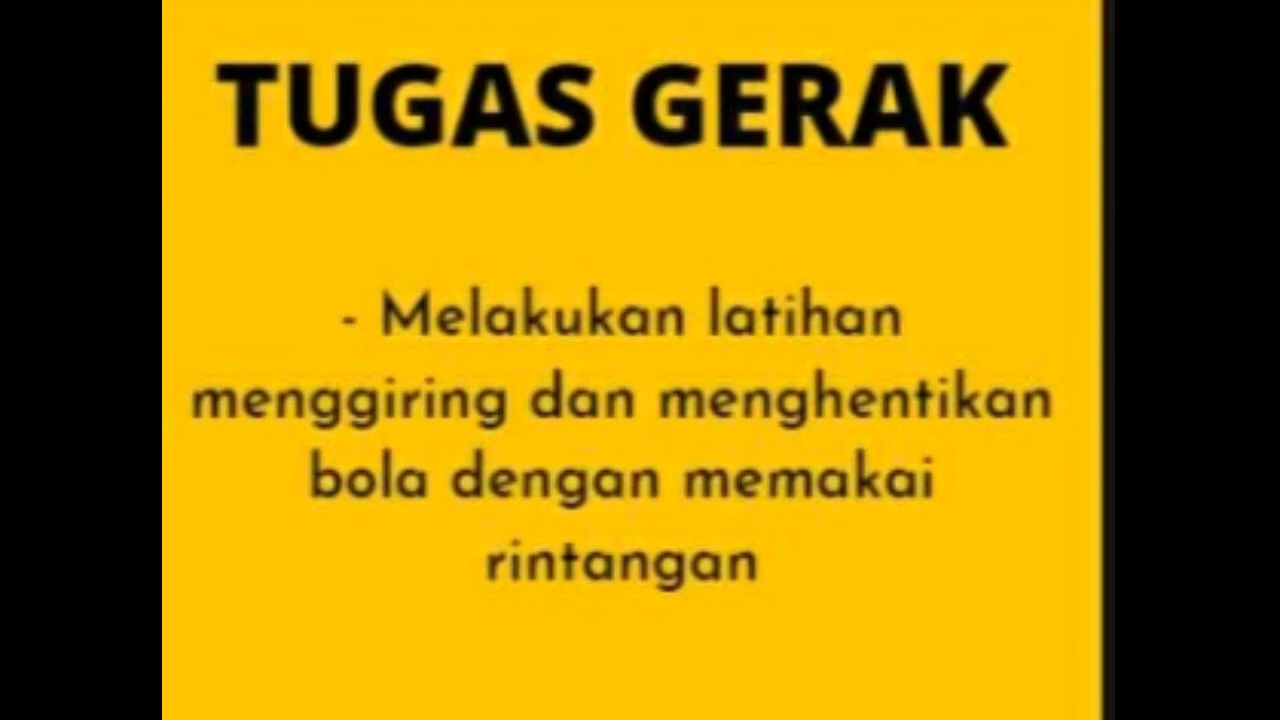 TUGAS GERAK
- Melakukan latihan
menggiring dan menghentikan
bola dengan memakai
rintangan